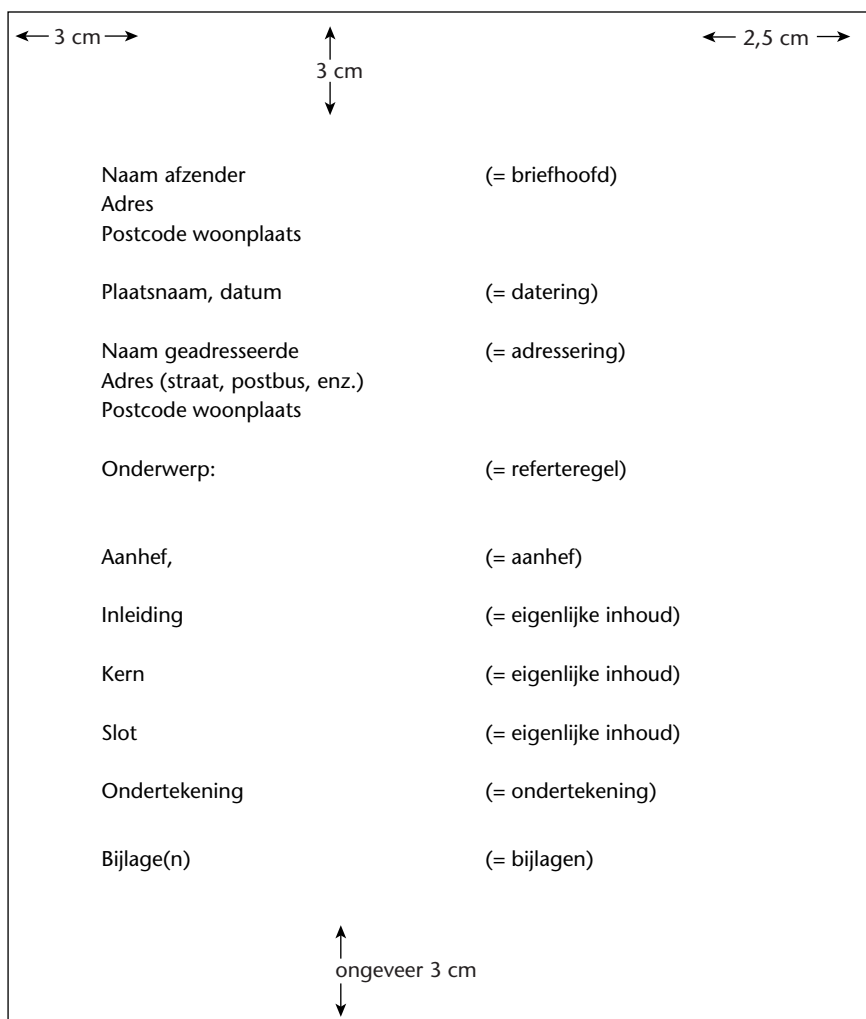 3 cm
2,5 cm
3 cm
Naam afzender (= briefhoofd)
Adres
Postcode woonplaats
Plaatsnaam, datum (= datering)
Naam geadresseerde (= adressering)
Adres (straat, postbus, enz.)
Postcode woonplaats
Onderwerp: (= referteregel)
Aanhef, (= aanhef)
Inleiding (= eigenlijke inhoud)
Kern (= eigenlijke inhoud)
Slot (= eigenlijke inhoud)
Ondertekening (= ondertekening)
Bijlage(n) (= bijlagen)
ongeveer 3 cm